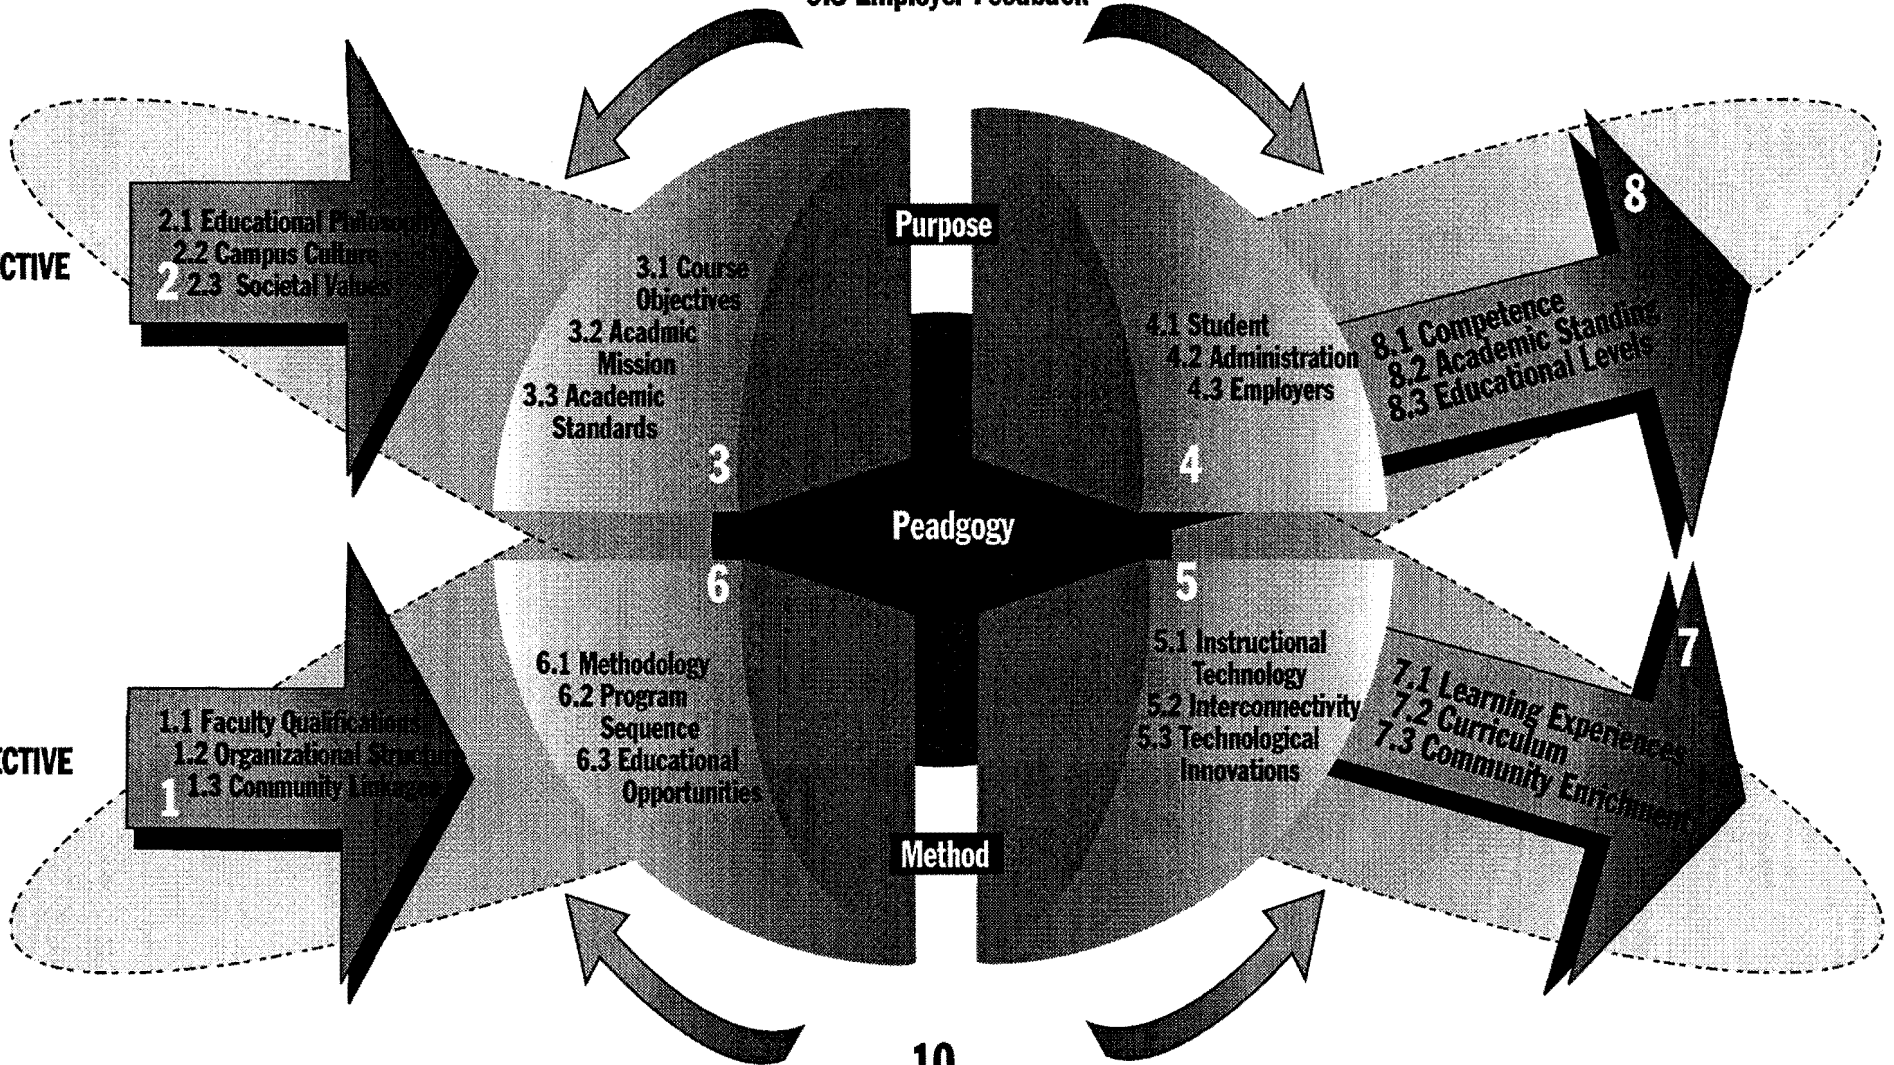 Purpose
2.1 Educational Philosophy
2.2 Campus Culture
2.3 Societal Values
2
CTIVE
3.1 Course
Objectives
3.2 Acadmic
Mission
3.3 Academic
Standards
3
4.1 Student
4.2 Administration
4.3 Employers
4
8
8.1 Competence
8.2 Academic Standing
8.3 Educational Levels
Peadgogy
1.1 Faculty Qualifications
1.2 Organizational Structure
1.3 Community Linkages
1
CTIVE
6
6.1 Methodology
6.2 Program
Sequence
6.3 Educational
Opportunities
5
5.1 Instructional
Technology
5.2 Interconnectivity
5.3 Technological
Innovations
7
7.1 Learning Experiences
7.2 Curriculum
7.3 Community Enrichment
Method
10